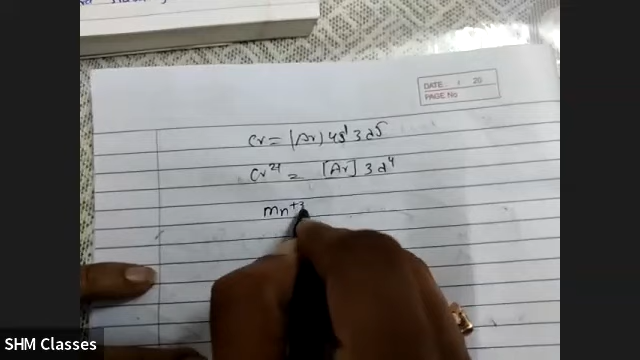 DATE : 20
PAGE No
Cr = [Ar] 4s¹ 3d⁵
Cr²⁺ = [Ar] 3d⁴
Mn⁺³
SHM Classes